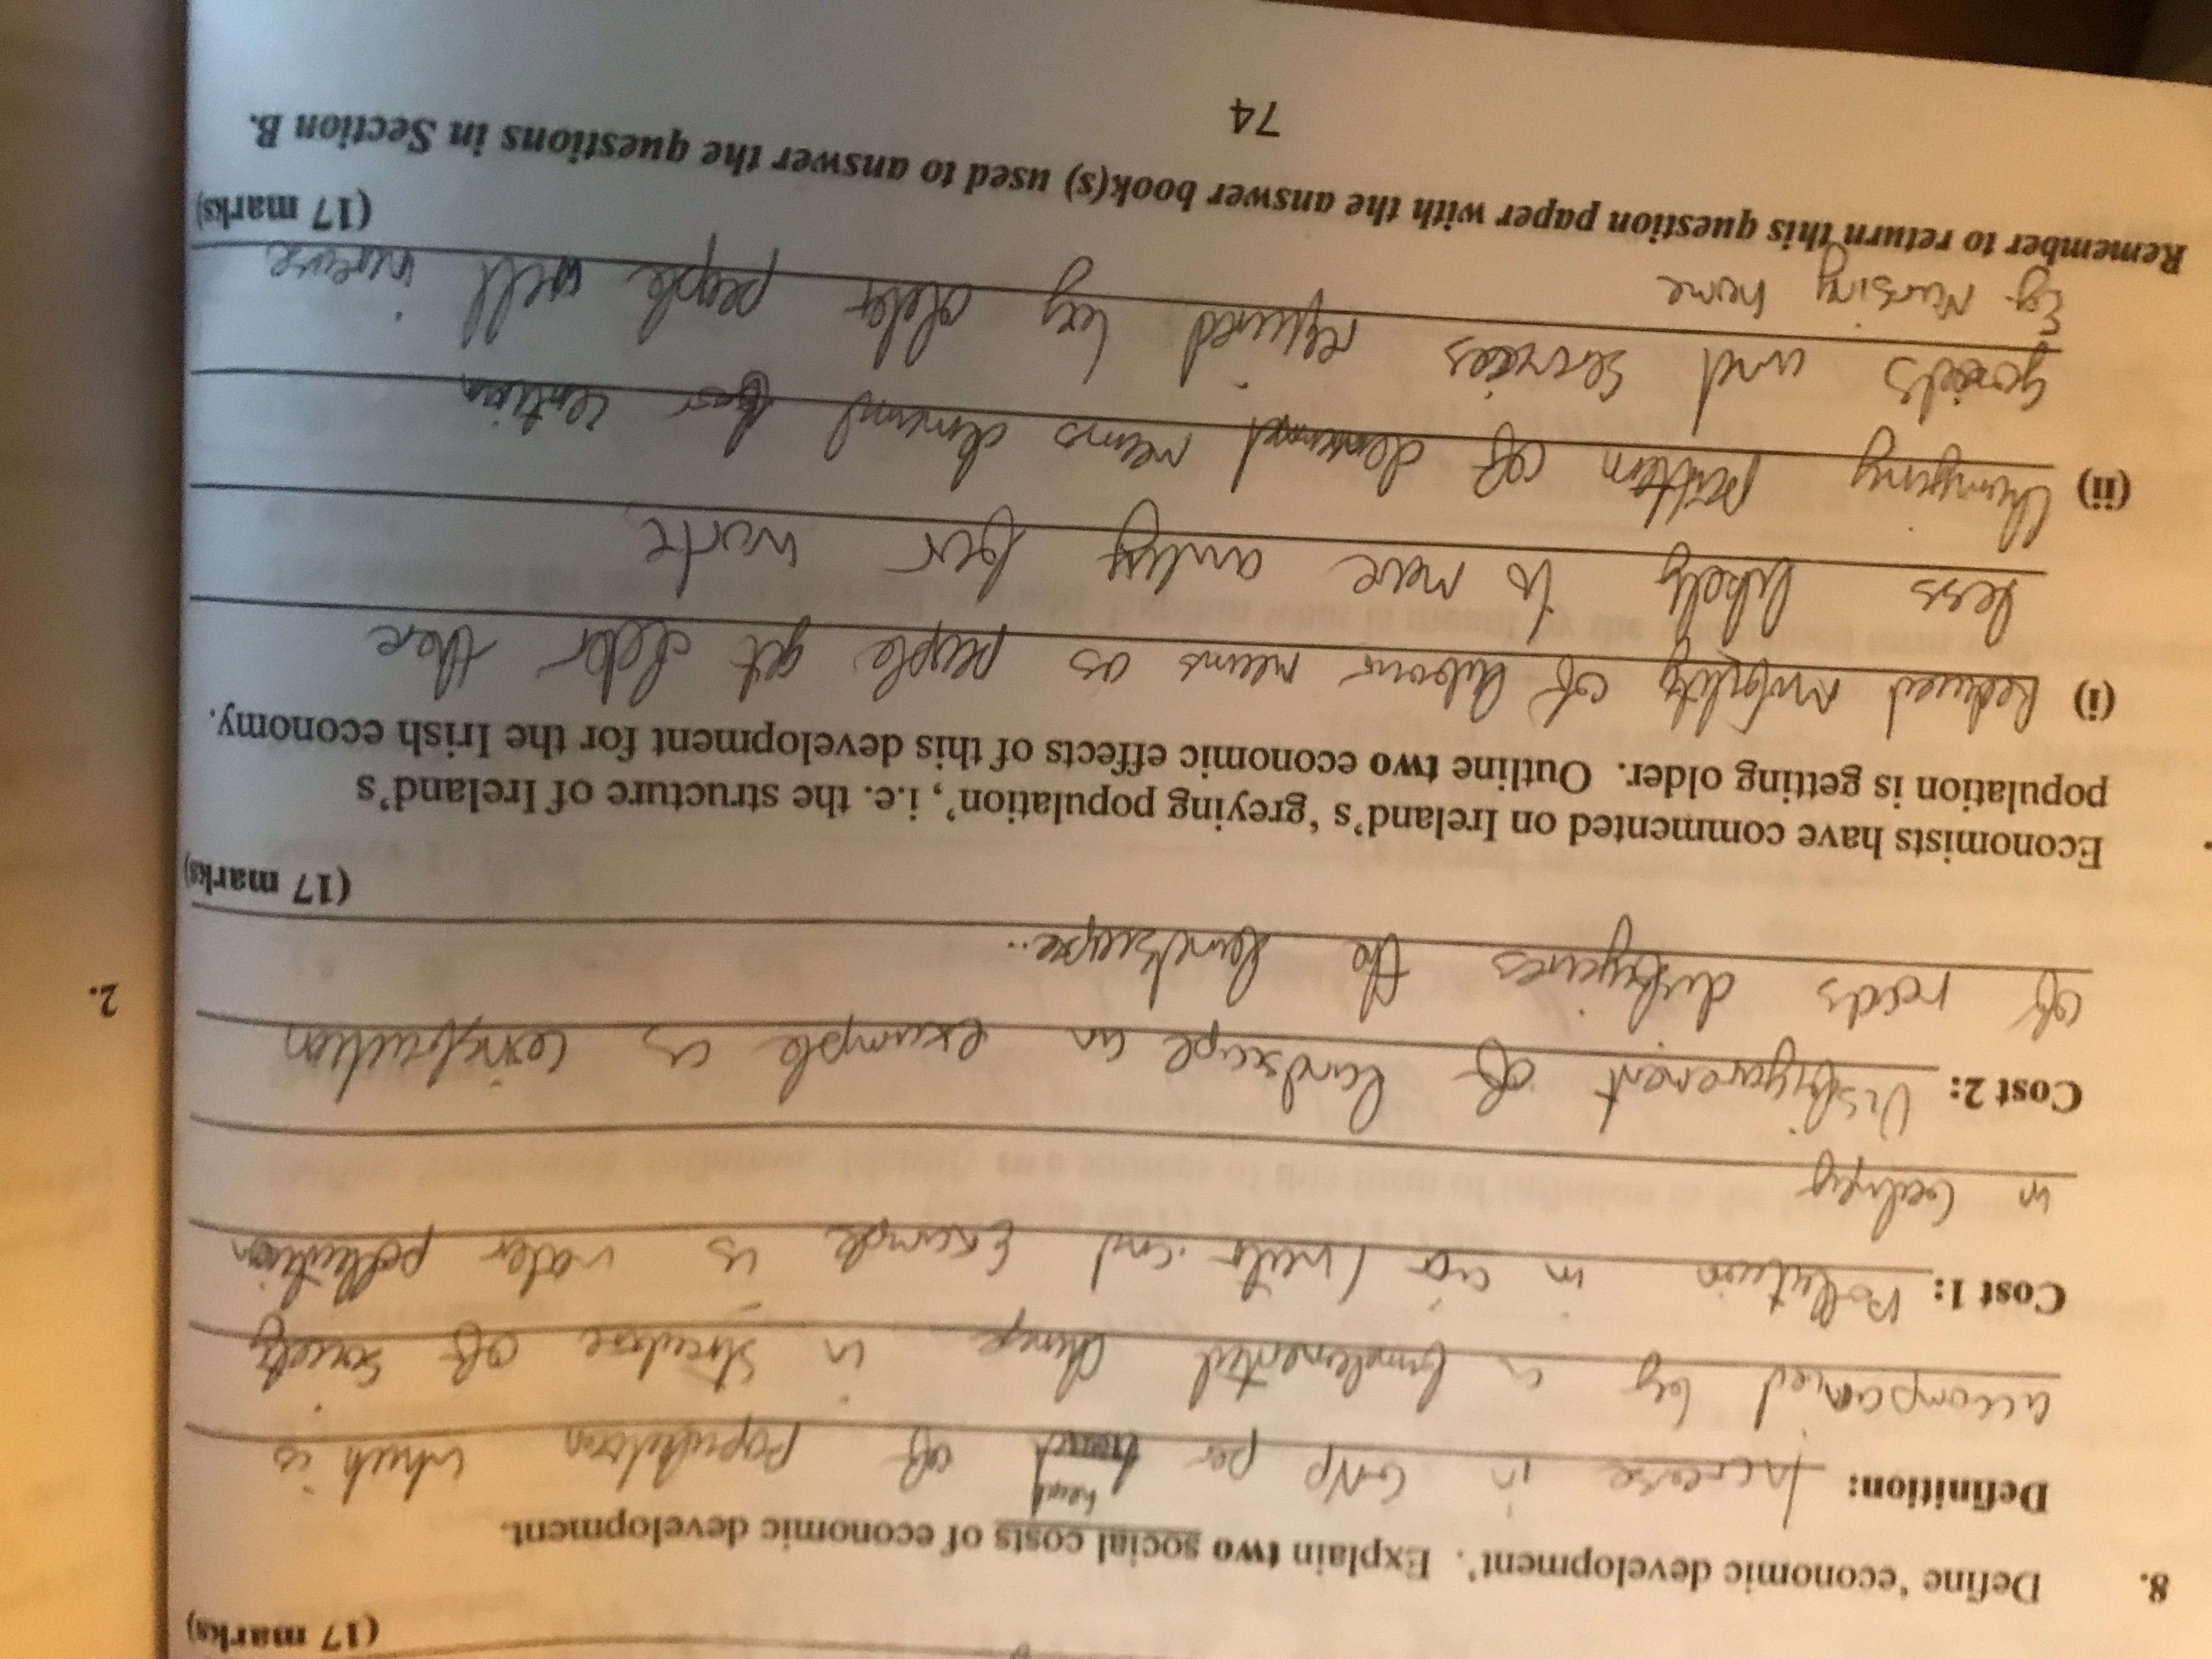 (17 marks)
8. Define ‘economic development’. Explain two social costs of economic development.
head
Definition: Increase in GNP per of population which is
accompanied by a fundemental change in structure of society
Cost 1: Pollution in air / water and Example is water pollution
in Galway
Cost 2: Disfigurement of landscape an example is construction
of roads disfigures the landscape..
(17 marks)
Economists have commented on Ireland’s ‘greying population’, i.e. the structure of Ireland’s
population is getting older. Outline two economic effects of this development for the Irish economy.
(i) Reduced mobility of labour means as people get older there
less likely to move away for work
(ii) Changing pattern of demand means demand for certian
goods and services required by older people will increase
Eg. Nursing home
(17 marks)
Remember to return this question paper with the answer book(s) used to answer the questions in Section B.
74
2.